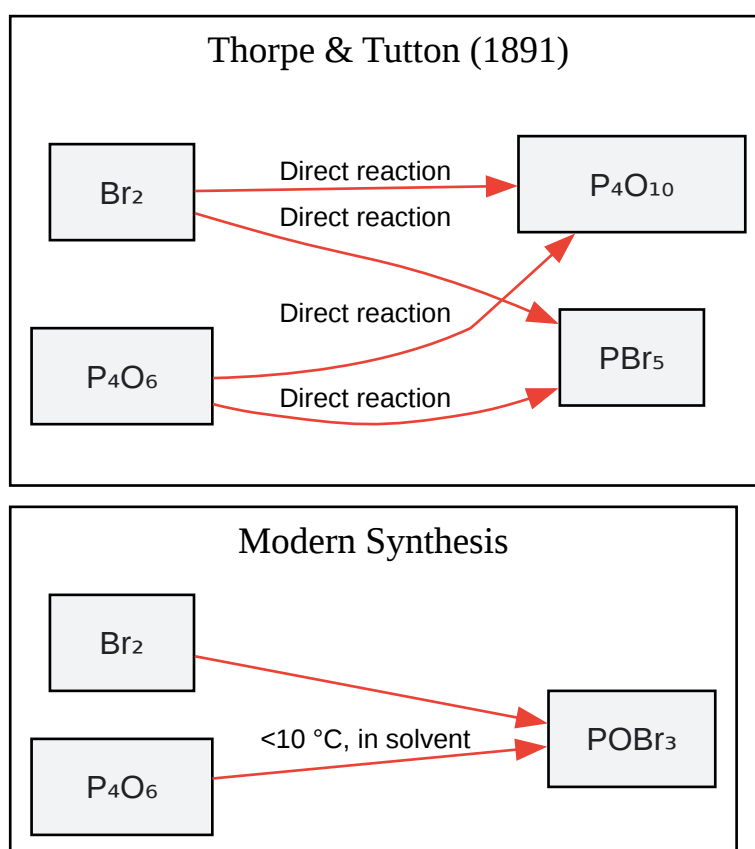 Thorpe & Tutton (1891)
Br₂
Direct reaction
P₄O₁₀
Direct reaction
Direct reaction
P₄O₆
PBr₅
Direct reaction
Modern Synthesis
Br₂
<10 °C, in solvent
POBr₃
P₄O₆